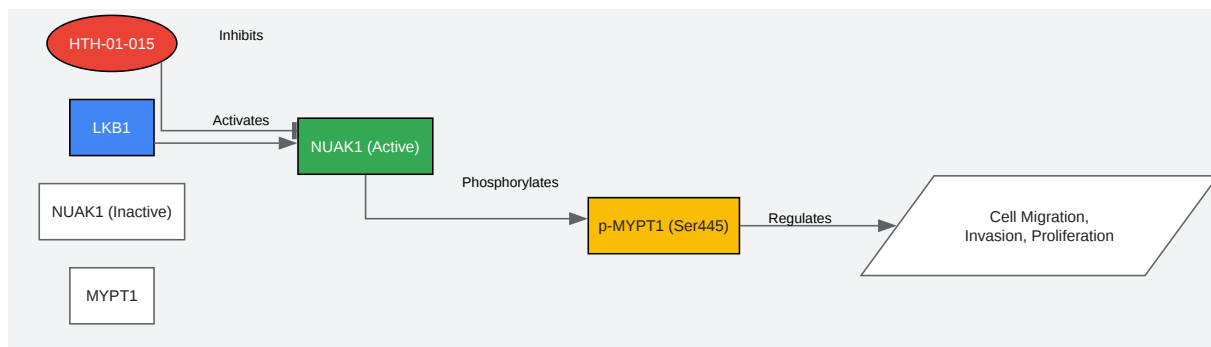 HTH-01-015
Inhibits
LKB1
Activates
NUAK1 (Active)
NUAK1 (Inactive)
Phosphorylates
p-MYPT1 (Ser445)
Regulates
Cell Migration,
Invasion, Proliferation
MYPT1